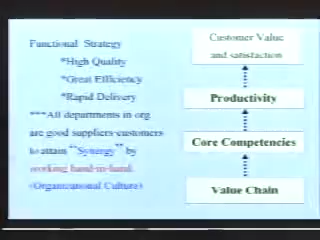 Functional Strategy
*High Quality
*Great Efficiency
*Rapid Delivery
***All departments in org
are good suppliers-customers
to attain "Synergy" by
working hand-in-hand.
(Organizational Culture)
Customer Value
and satisfaction
Productivity
Core Competencies
Value Chain